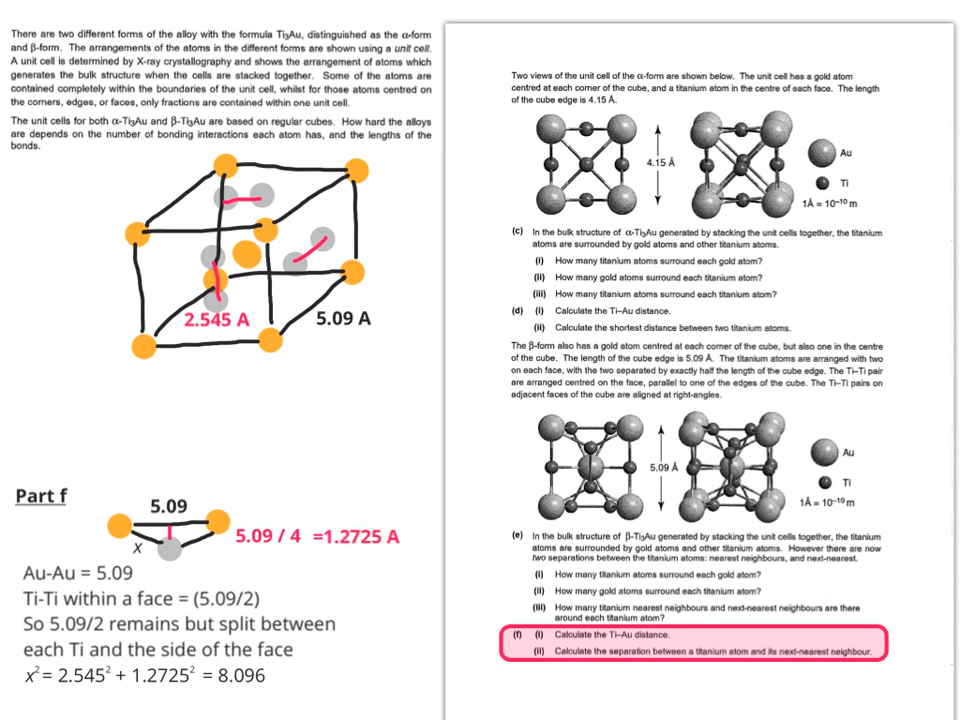 There are two different forms of the alloy with the formula Ti₃Au, distinguished as the α-form
and β-form. The arrangements of the atoms in the different forms are shown using a unit cell.
A unit cell is determined by X-ray crystallography and shows the arrangement of atoms which
generates the bulk structure when the cells are stacked together. Some of the atoms are
contained completely within the boundaries of the unit cell, whilst for those atoms centred on
the corners, edges, or faces, only fractions are contained within one unit cell.
The unit cells for both α-Ti₃Au and β-Ti₃Au are based on regular cubes. How hard the alloys
are depends on the number of bonding interactions each atom has, and the lengths of the
bonds.
2.545 A
5.09 A
Part f
5.09
5.09 / 4 =1.2725 A
x
Au-Au = 5.09
Ti-Ti within a face = (5.09/2)
So 5.09/2 remains but split between
each Ti and the side of the face
x² = 2.545² + 1.2725² = 8.096
Two views of the unit cell of the α-form are shown below. The unit cell has a gold atom
centred at each corner of the cube, and a titanium atom in the centre of each face. The length
of the cube edge is 4.15 Å.
4.15 Å
Au
Ti
1Å = 10⁻¹⁰ m
(c) In the bulk structure of α-Ti₃Au generated by stacking the unit cells together, the titanium
atoms are surrounded by gold atoms and other titanium atoms.
(i) How many titanium atoms surround each gold atom?
(ii) How many gold atoms surround each titanium atom?
(iii) How many titanium atoms surround each titanium atom?
(d) (i) Calculate the Ti–Au distance.
(ii) Calculate the shortest distance between two titanium atoms.
The β-form also has a gold atom centred at each corner of the cube, but also one in the centre
of the cube. The length of the cube edge is 5.09 Å. The titanium atoms are arranged with two
on each face, with the two separated by exactly half the length of the cube edge. The Ti–Ti pair
are arranged centred on the face, parallel to one of the edges of the cube. The Ti–Ti pairs on
adjacent faces of the cube are aligned at right-angles.
5.09 Å
Au
Ti
1Å = 10⁻¹⁰ m
(e) In the bulk structure of β-Ti₃Au generated by stacking the unit cells together, the titanium
atoms are surrounded by gold atoms and other titanium atoms. However there are now
two separations between the titanium atoms: nearest neighbours, and next-nearest.
(i) How many titanium atoms surround each gold atom?
(ii) How many gold atoms surround each titanium atom?
(iii) How many titanium nearest neighbours and next-nearest neighbours are there
around each titanium atom?
(f) (i) Calculate the Ti–Au distance.
(ii) Calculate the separation between a titanium atom and its next-nearest neighbour.